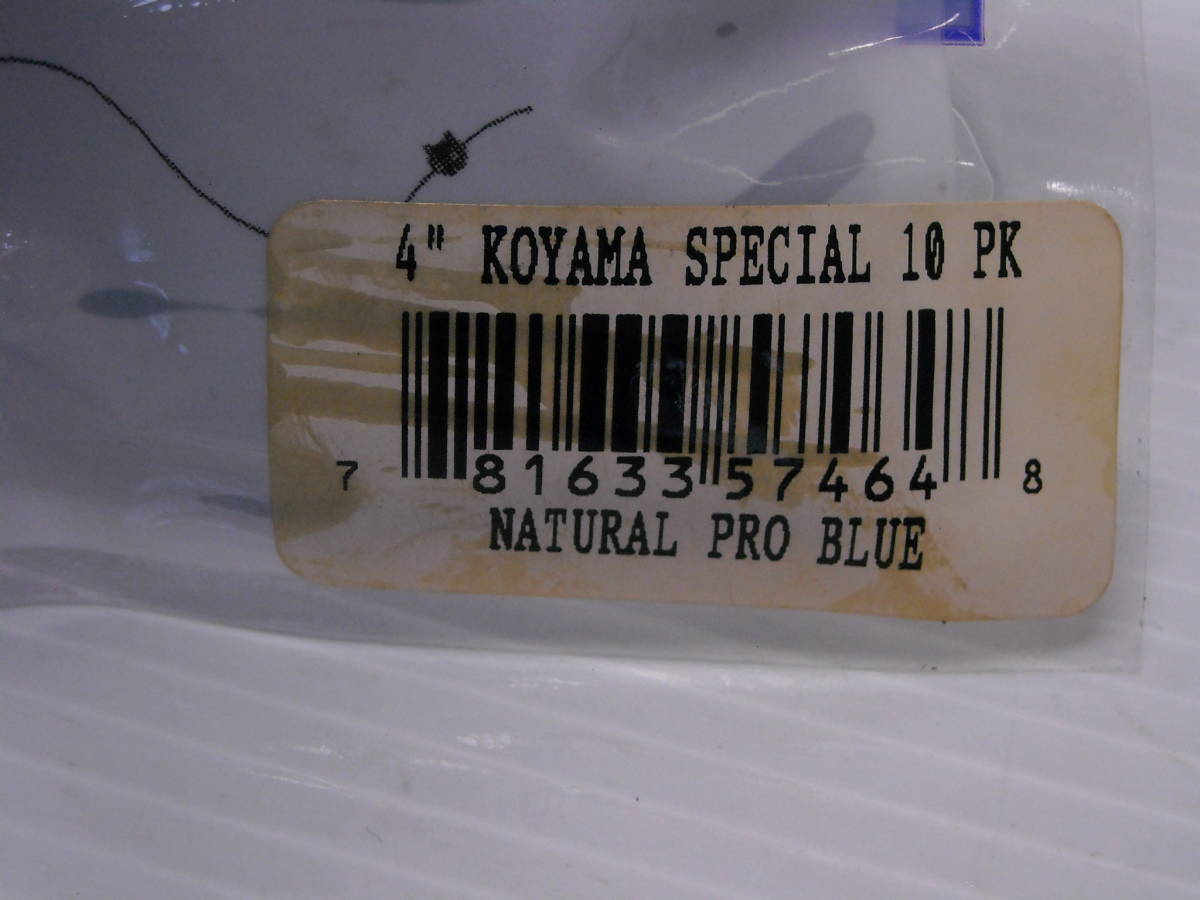 4" KOYAMA SPECIAL 10 PK
7 81633 57464 8
NATURAL PRO BLUE